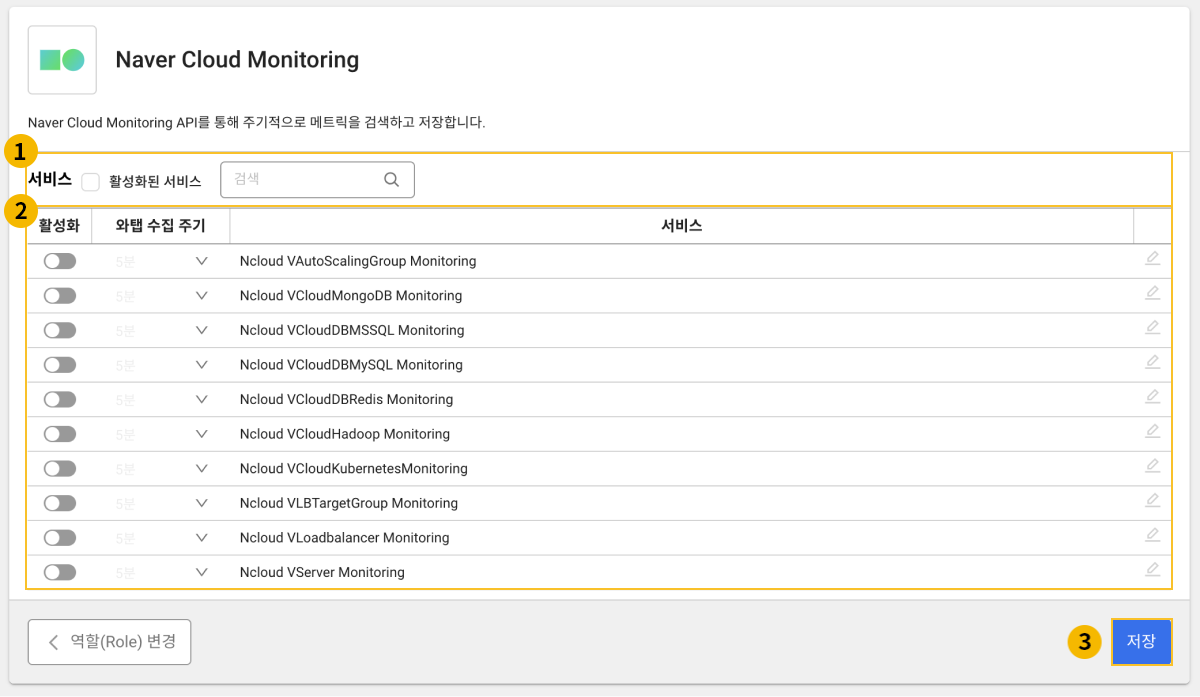 Naver Cloud Monitoring
Naver Cloud Monitoring API를 통해 주기적으로 메트릭을 검색하고 저장합니다.
1
서비스 활성화된 서비스 검색
2
활성화 와탭 수집 주기 서비스
5분 Ncloud VAutoScalingGroup Monitoring
5분 Ncloud VCloudMongoDB Monitoring
5분 Ncloud VCloudDBMSSQL Monitoring
5분 Ncloud VCloudDBMySQL Monitoring
5분 Ncloud VCloudDBRedis Monitoring
5분 Ncloud VCloudHadoop Monitoring
5분 Ncloud VCloudKubernetesMonitoring
5분 Ncloud VLBTargetGroup Monitoring
5분 Ncloud VLoadbalancer Monitoring
5분 Ncloud VServer Monitoring
역할(Role) 변경 3 저장